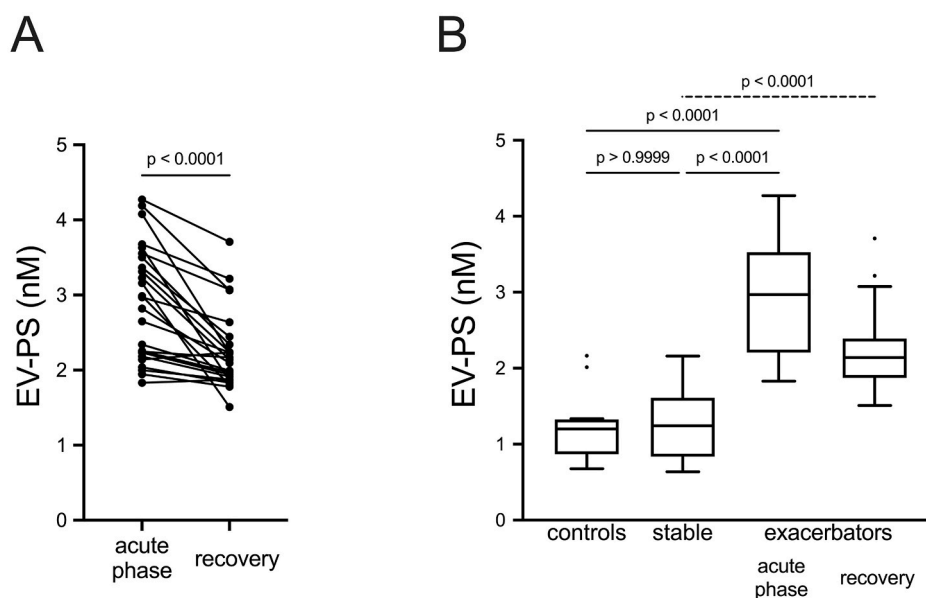 A
B
p < 0.0001
p < 0.0001
p > 0.9999
p < 0.0001
p < 0.0001
EV-PS (nM)
5
4
3
2
1
0
acute
phase
recovery
EV-PS (nM)
5
4
3
2
1
0
controls
stable
exacerbators
acute
phase
recovery